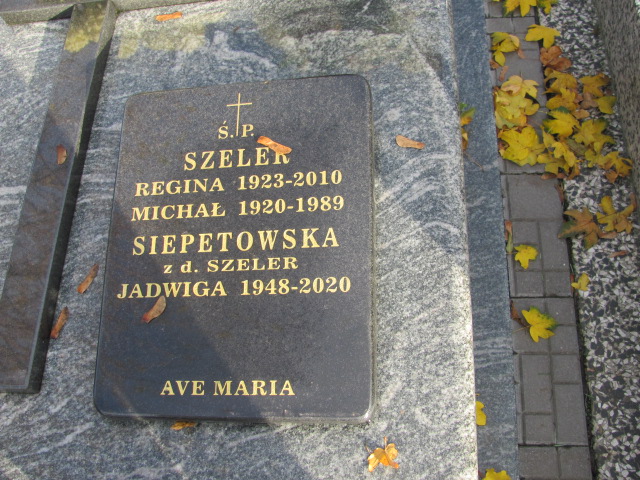 Ś. P.
SZELER
REGINA 1923-2010
MICHAŁ 1920-1989
SIEPETOWSKA
z d. SZELER
JADWIGA 1948-2020
AVE MARIA